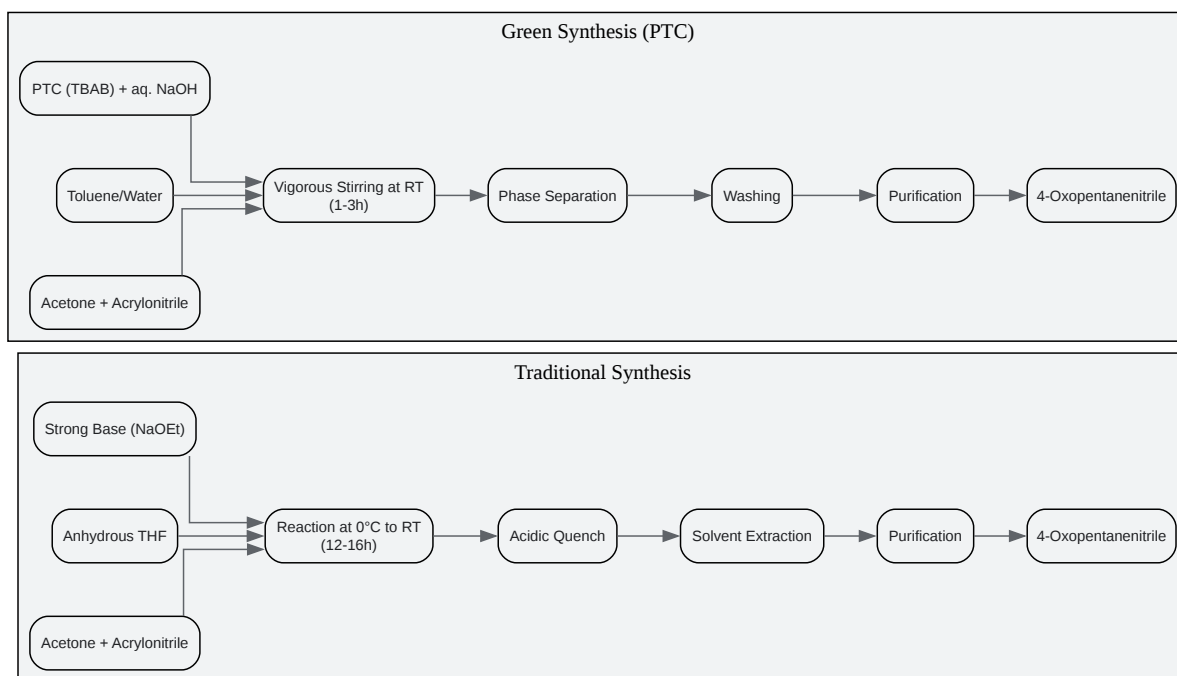 Green Synthesis (PTC)
PTC (TBAB) + aq. NaOH
Toluene/Water
Acetone + Acrylonitrile
Vigorous Stirring at RT
(1-3h)
Phase Separation
Washing
Purification
4-Oxopentanenitrile
Traditional Synthesis
Strong Base (NaOEt)
Anhydrous THF
Acetone + Acrylonitrile
Reaction at 0°C to RT
(12-16h)
Acidic Quench
Solvent Extraction
Purification
4-Oxopentanenitrile